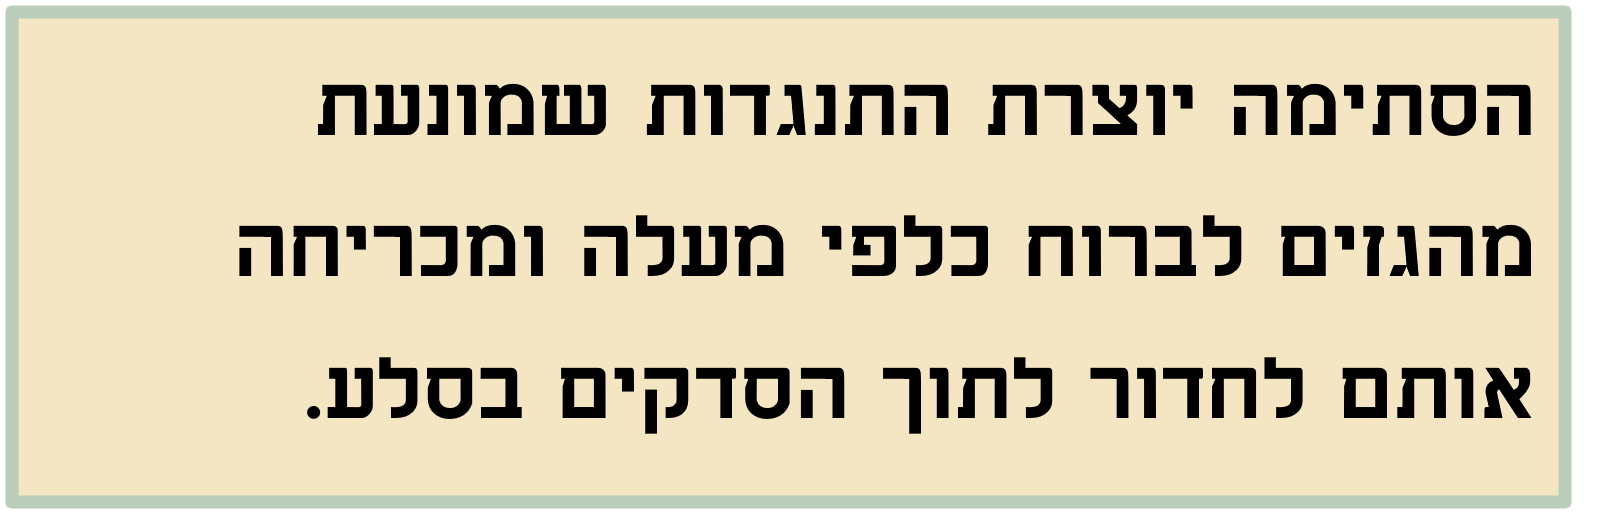 הסתימה יוצרת התנגדות שמונעת
מהגזים לברוח כלפי מעלה ומכריחה
אותם לחדור לתוך הסדקים בסלע.